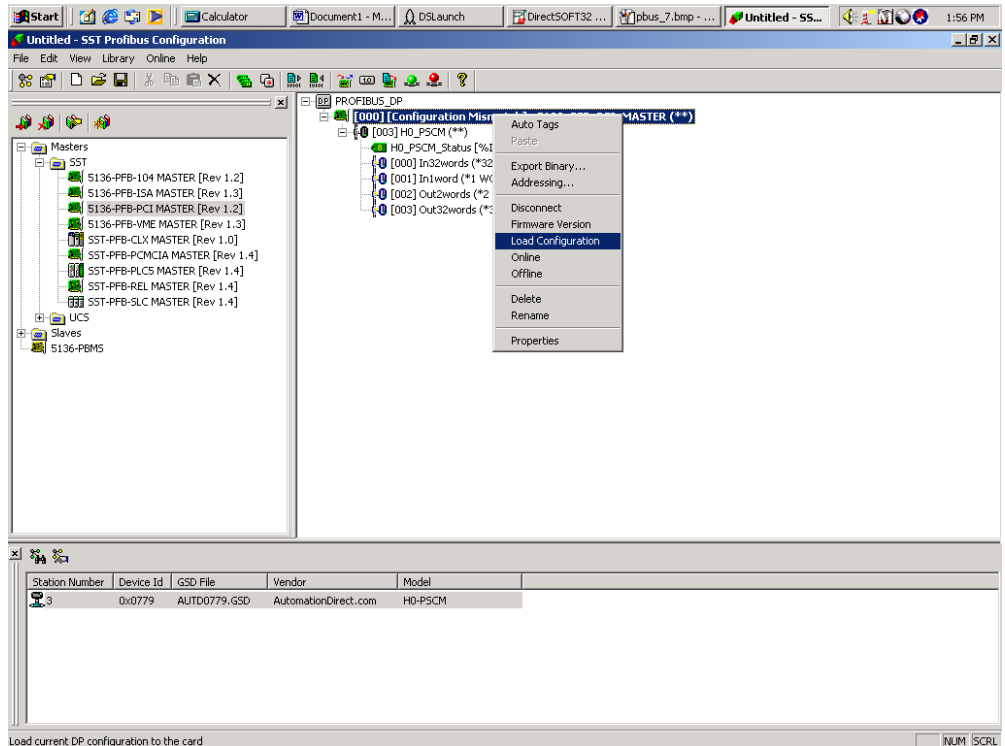 Start
Calculator
Document1 - M...
DSLaunch
DirectSOFT32 ...
pbus_7.bmp - ...
Untitled - SS...
1:56 PM
Untitled - SST Profibus Configuration
File Edit View Library Online Help
Masters
SST
5136-PFB-104 MASTER [Rev 1.2]
5136-PFB-ISA MASTER [Rev 1.3]
5136-PFB-PCI MASTER [Rev 1.2]
5136-PFB-VME MASTER [Rev 1.3]
SST-PFB-CLX MASTER [Rev 1.0]
SST-PFB-PCMCIA MASTER [Rev 1.4]
SST-PFB-PLC5 MASTER [Rev 1.4]
SST-PFB-REL MASTER [Rev 1.4]
SST-PFB-SLC MASTER [Rev 1.4]
UCS
Slaves
5136-PBMS
DP PROFIBUS_DP
[000] [Configuration Mism MASTER (**)
[003] H0_PSCM (**)
H0_PSCM_Status [%I
[000] In32words (*32
[001] In1word (*1 WO
[002] Out2words (*2
[003] Out32words (*3
Auto Tags
Paste
Export Binary...
Addressing...
Disconnect
Firmware Version
Load Configuration
Online
Offline
Delete
Rename
Properties
Station Number Device Id GSD File Vendor Model
3 0x0779 AUTD0779.GSD AutomationDirect.com H0-PSCM
Load current DP configuration to the card
NUM SCRL